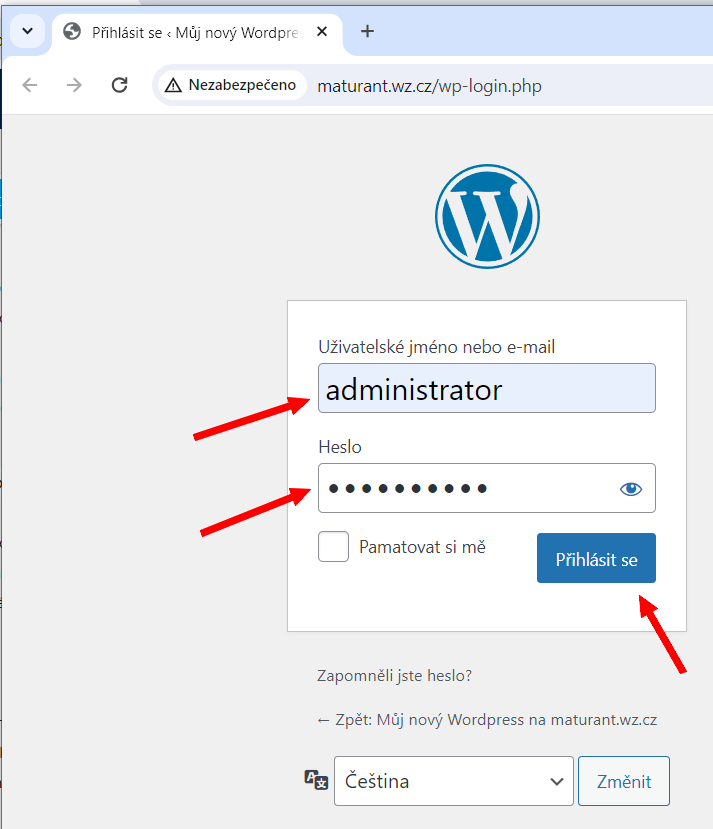 Přihlásit se ‹ Můj nový Wordpre
Nezabezpečeno
maturant.wz.cz/wp-login.php
Uživatelské jméno nebo e-mail
administrator
Heslo
••••••••••
Pamatovat si mě
Přihlásit se
Zapomněli jste heslo?
← Zpět: Můj nový Wordpress na maturant.wz.cz
Čeština
Změnit